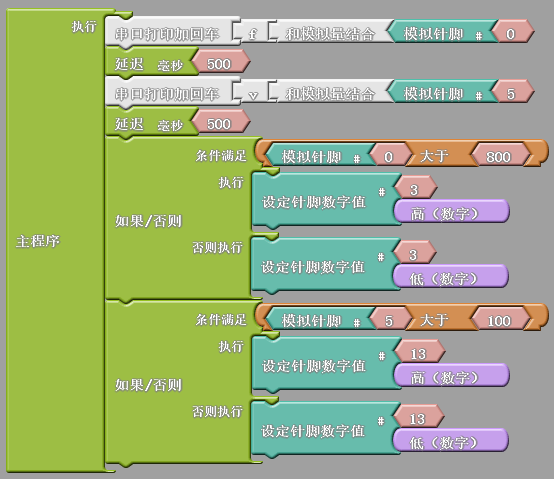 执行 串口打印加回车 f 和模拟量结合 模拟针脚 # 0
延迟 毫秒 500
串口打印加回车 v 和模拟量结合 模拟针脚 # 5
延迟 毫秒 500
条件满足 模拟针脚 # 0 大于 800
执行 设定针脚数字值 # 3
高（数字）
如果/否则
主程序
否则执行 设定针脚数字值 # 3
低（数字）
条件满足 模拟针脚 # 5 大于 100
执行 设定针脚数字值 # 13
高（数字）
如果/否则
否则执行 设定针脚数字值 # 13
低（数字）